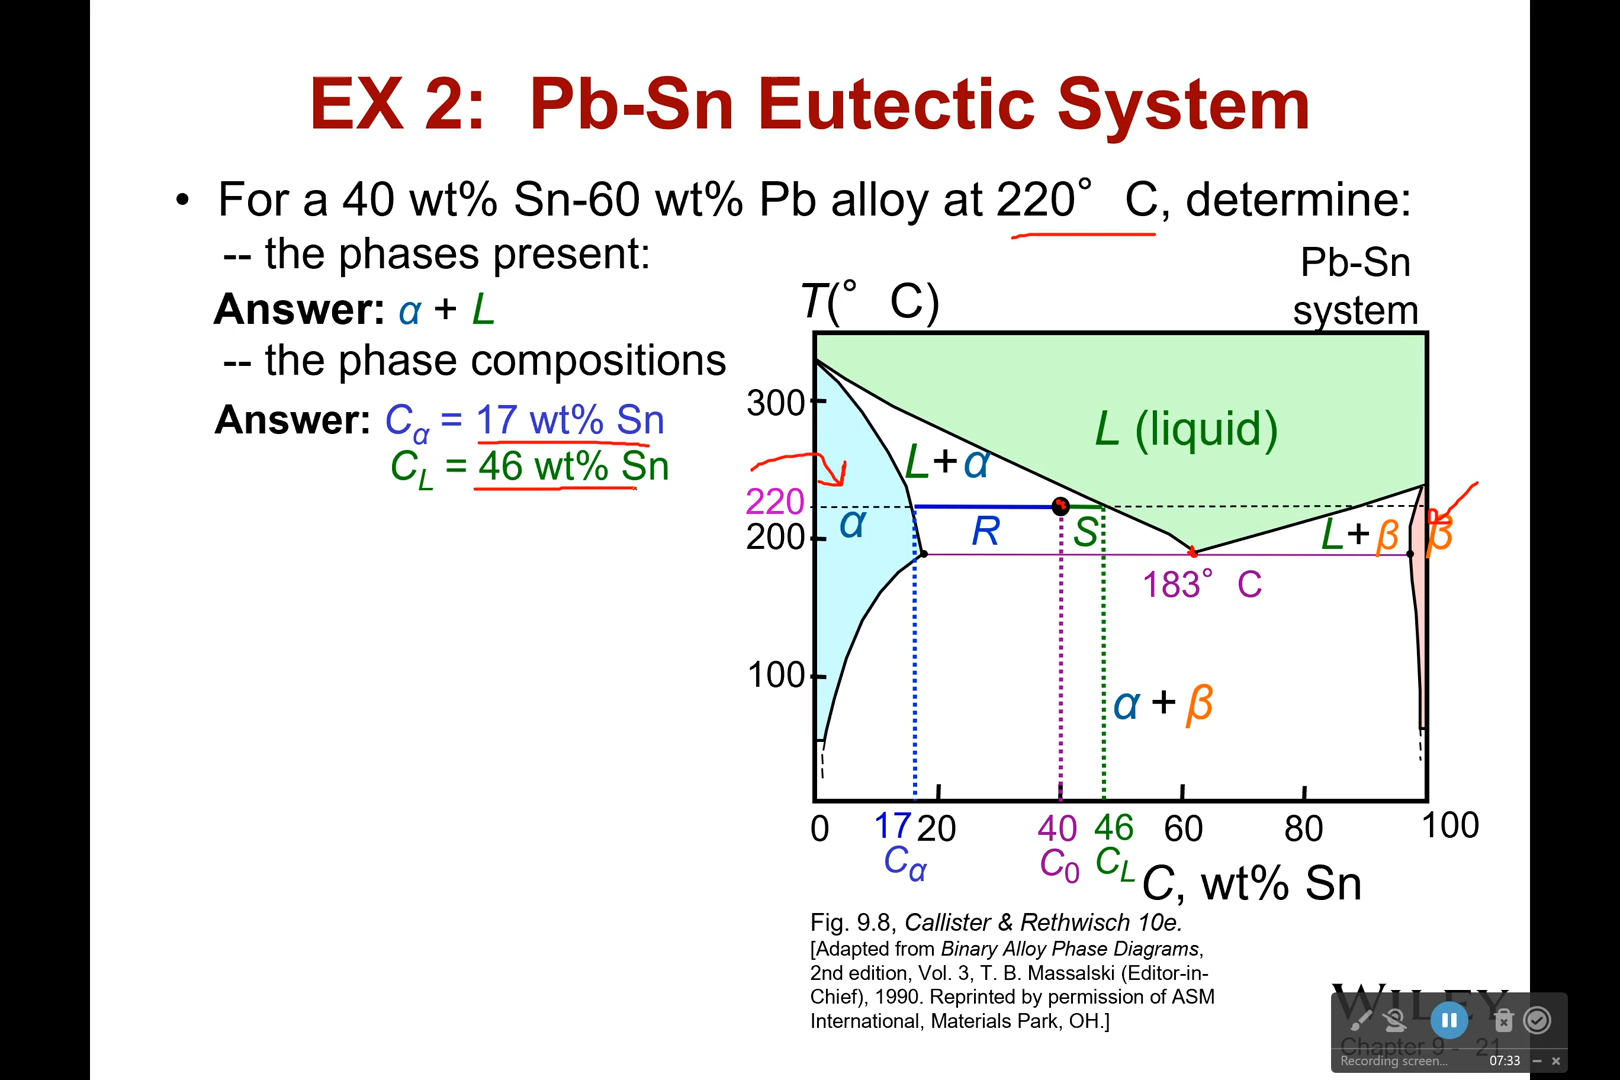 EX 2: Pb-Sn Eutectic System
• For a 40 wt% Sn-60 wt% Pb alloy at 220° C, determine:
-- the phases present:
Answer: α + L
-- the phase compositions
Answer: Cα = 17 wt% Sn
CL = 46 wt% Sn
Pb-Sn
system
T(° C)
300
L (liquid)
L+α
220
α
R
S
L+β
β
200
183° C
100
α + β
0
17
20
40
46
60
80
100
Cα
C0
CL
C, wt% Sn
Fig. 9.8, Callister & Rethwisch 10e.
[Adapted from Binary Alloy Phase Diagrams,
2nd edition, Vol. 3, T. B. Massalski (Editor-in-
Chief), 1990. Reprinted by permission of ASM
International, Materials Park, OH.]
WILEY
Chapter 9 - 21
Recording screen...
07:33